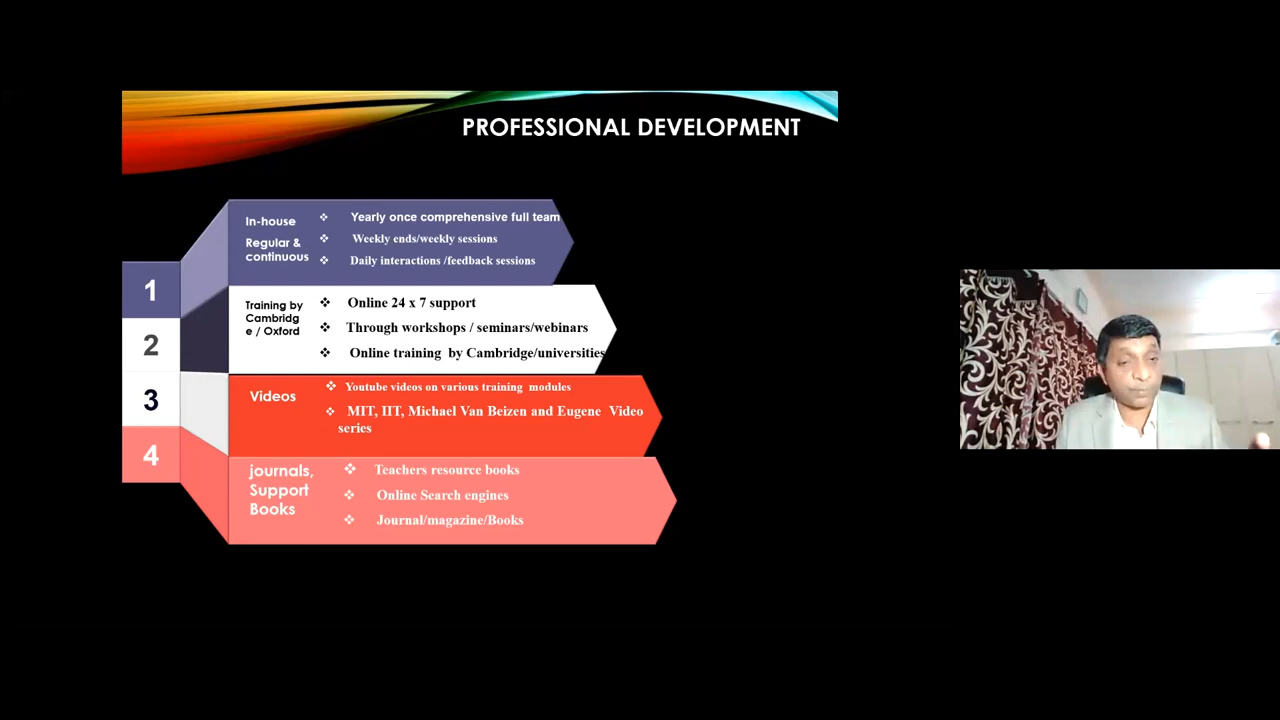 PROFESSIONAL DEVELOPMENT
1
In-house
Regular &
continuous
Yearly once comprehensive full team
Weekly ends/weekly sessions
Daily interactions /feedback sessions
2
Training by
Cambridg
e / Oxford
Online 24 x 7 support
Through workshops / seminars/webinars
Online training by Cambridge/universities
3
Videos
Youtube videos on various training modules
MIT, IIT, Michael Van Beizen and Eugene Video
series
4
journals,
Support
Books
Teachers resource books
Online Search engines
Journal/magazine/Books